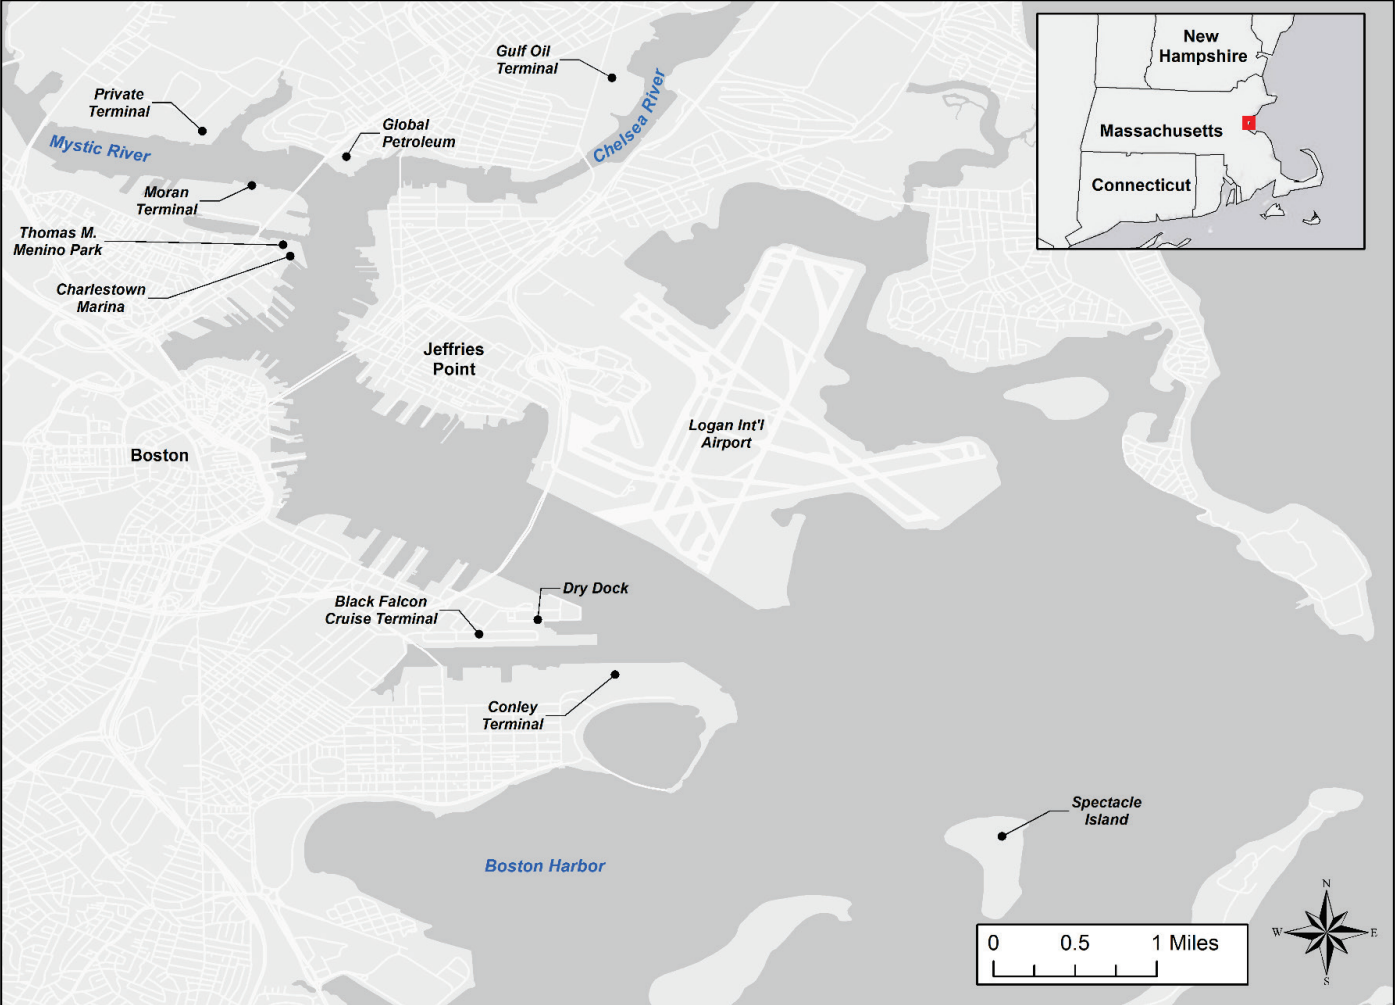 Gulf Oil
Terminal
New
Hampshire
Massachusetts
Connecticut
Private
Terminal
Global
Petroleum
Chelsea River
Mystic River
Moran
Terminal
Thomas M.
Menino Park
Charlestown
Marina
Jeffries
Point
Logan Int'l
Airport
Boston
Dry Dock
Black Falcon
Cruise Terminal
Conley
Terminal
Spectacle
Island
Boston Harbor
N
W E
S
0 0.5 1 Miles